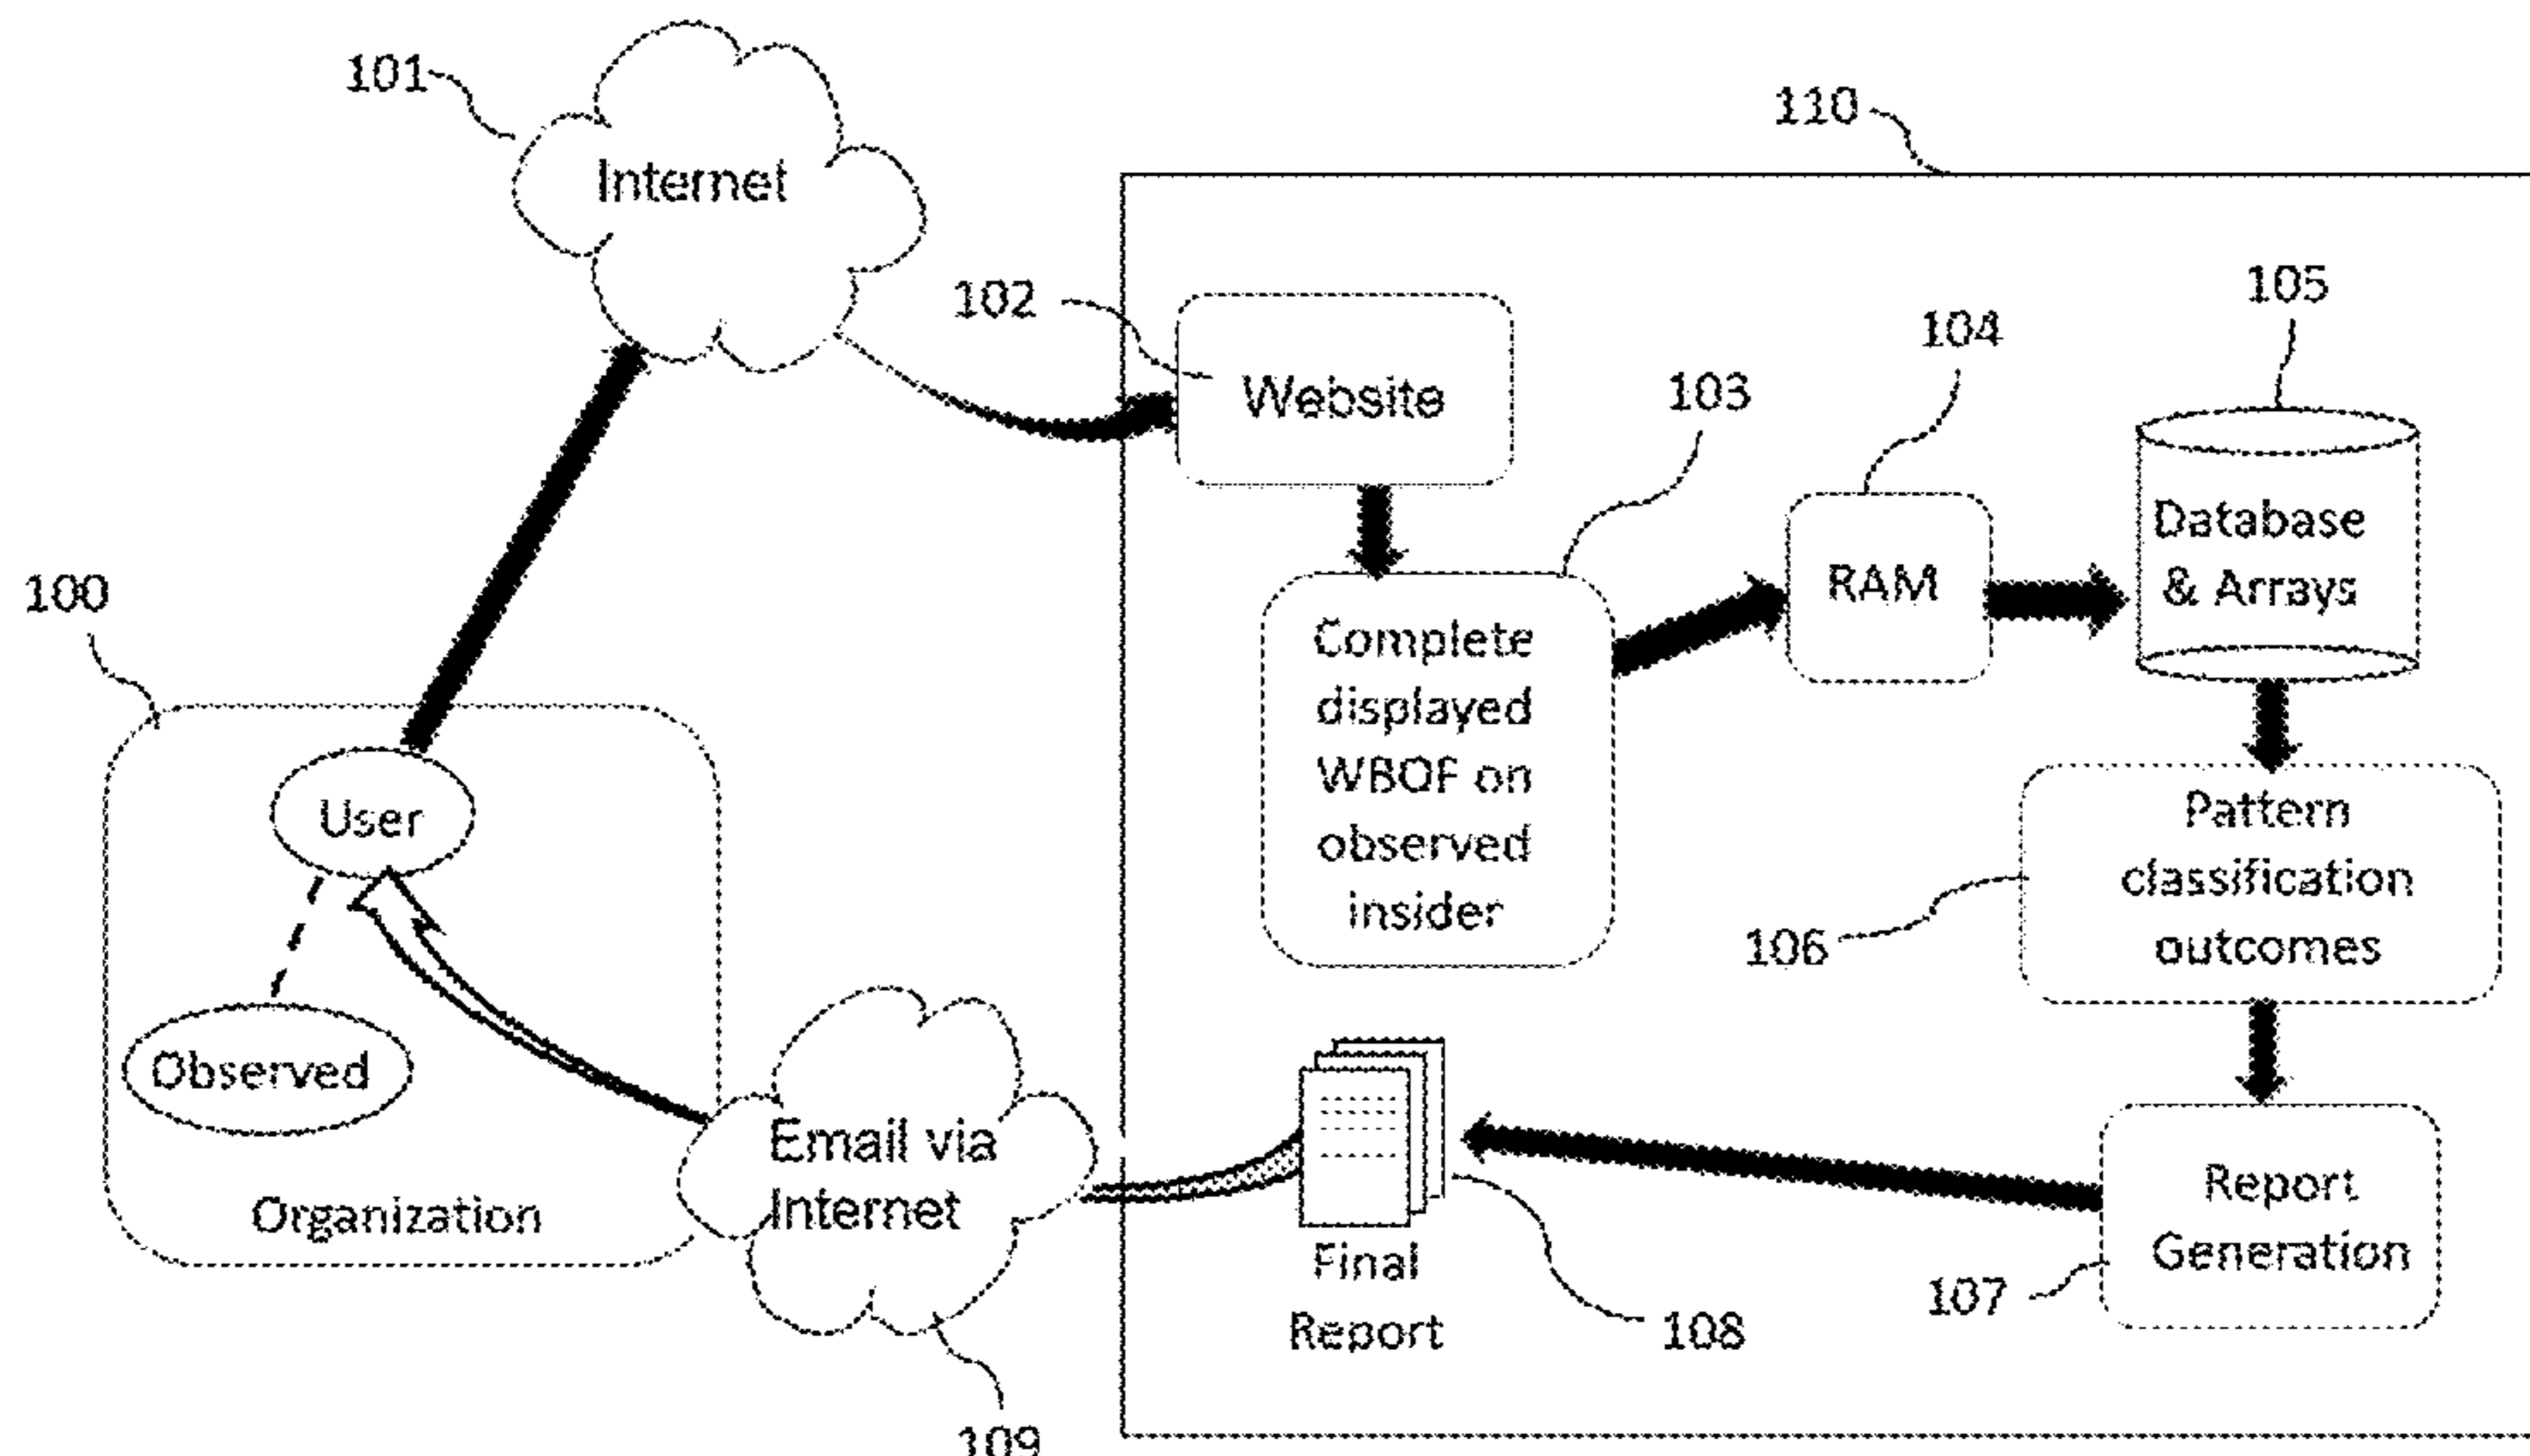 101
Internet
110
102
Website
103
104
RAM
105
Database
& Arrays
100
User
Observed
Organization
Complete
displayed
WBQF on
observed
insider
Pattern
classification
outcomes
106
Email via
Internet
109
Final
Report
108
Report
Generation
107